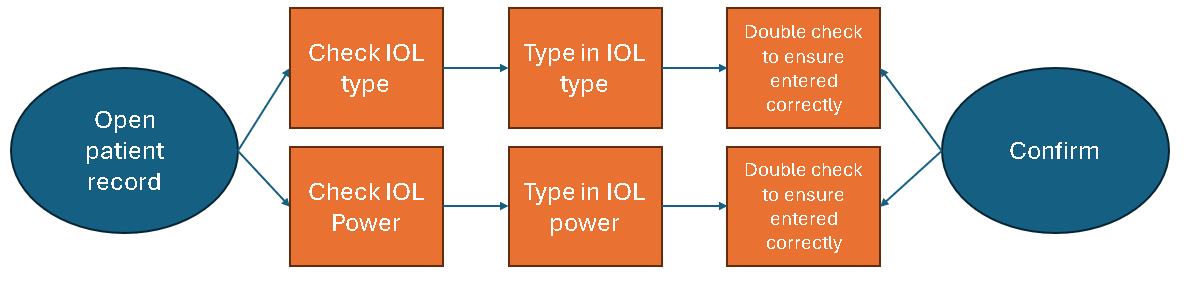 Open
patient
record
Check IOL
type
Type in IOL
type
Double check
to ensure
entered
correctly
Check IOL
Power
Type in IOL
power
Double check
to ensure
entered
correctly
Confirm